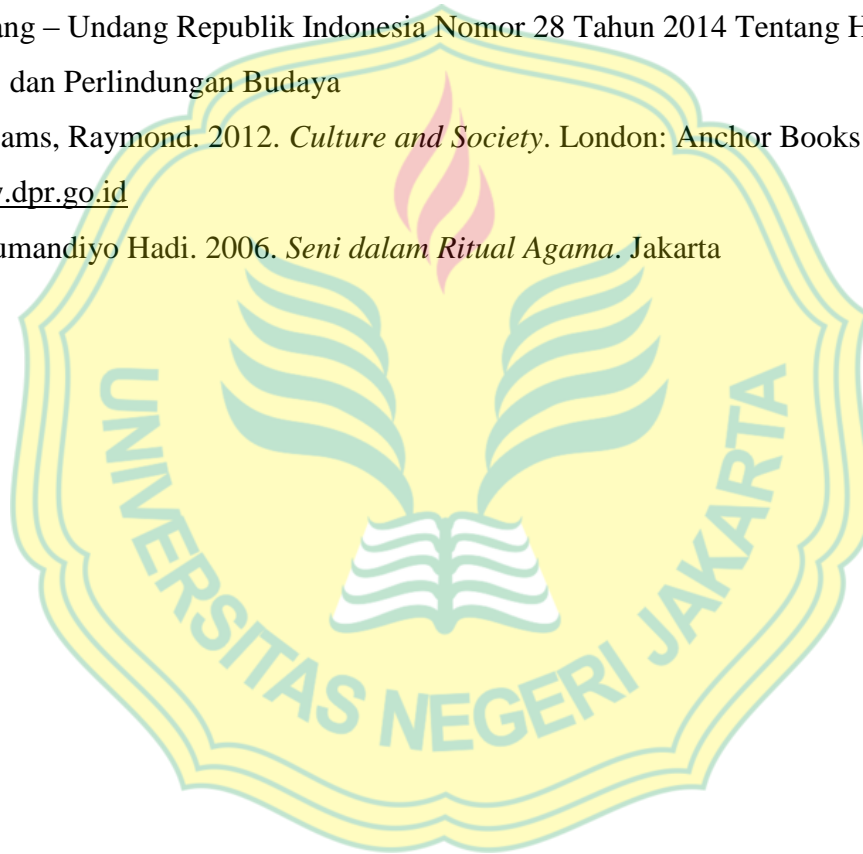 ang – Undang Republik Indonesia Nomor 28 Tahun 2014 Tentang H
dan Perlindungan Budaya
ams, Raymond. 2012. Culture and Society. London: Anchor Books
.dpr.go.id
umandiyo Hadi. 2006. Seni dalam Ritual Agama. Jakarta
UNIVERSITAS NEGERI JAKARTA